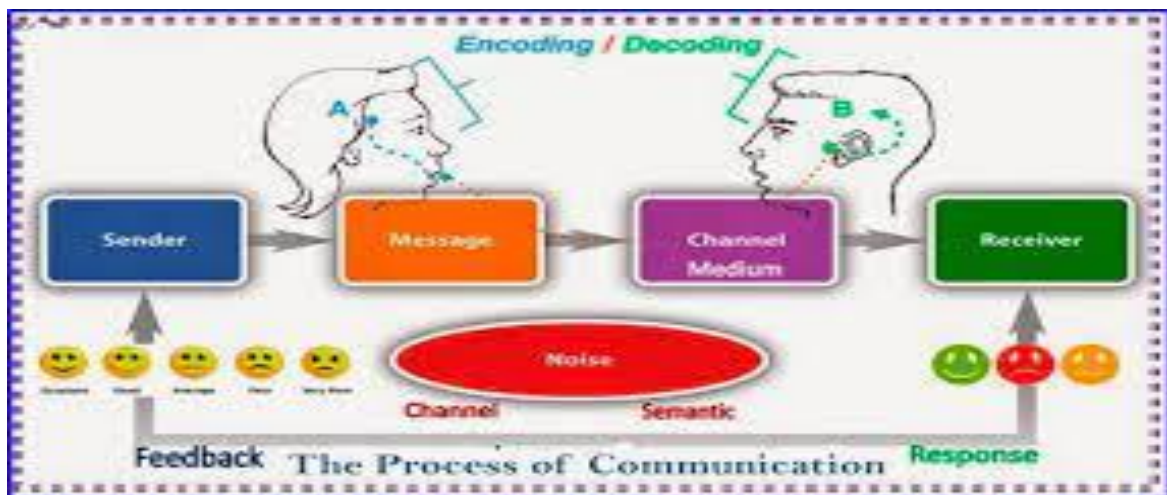 Encoding / Decoding
A
B
Sender
Message
Channel
Medium
Receiver
Noise
Channel
Semantic
Feedback
The Process of Communication
Response